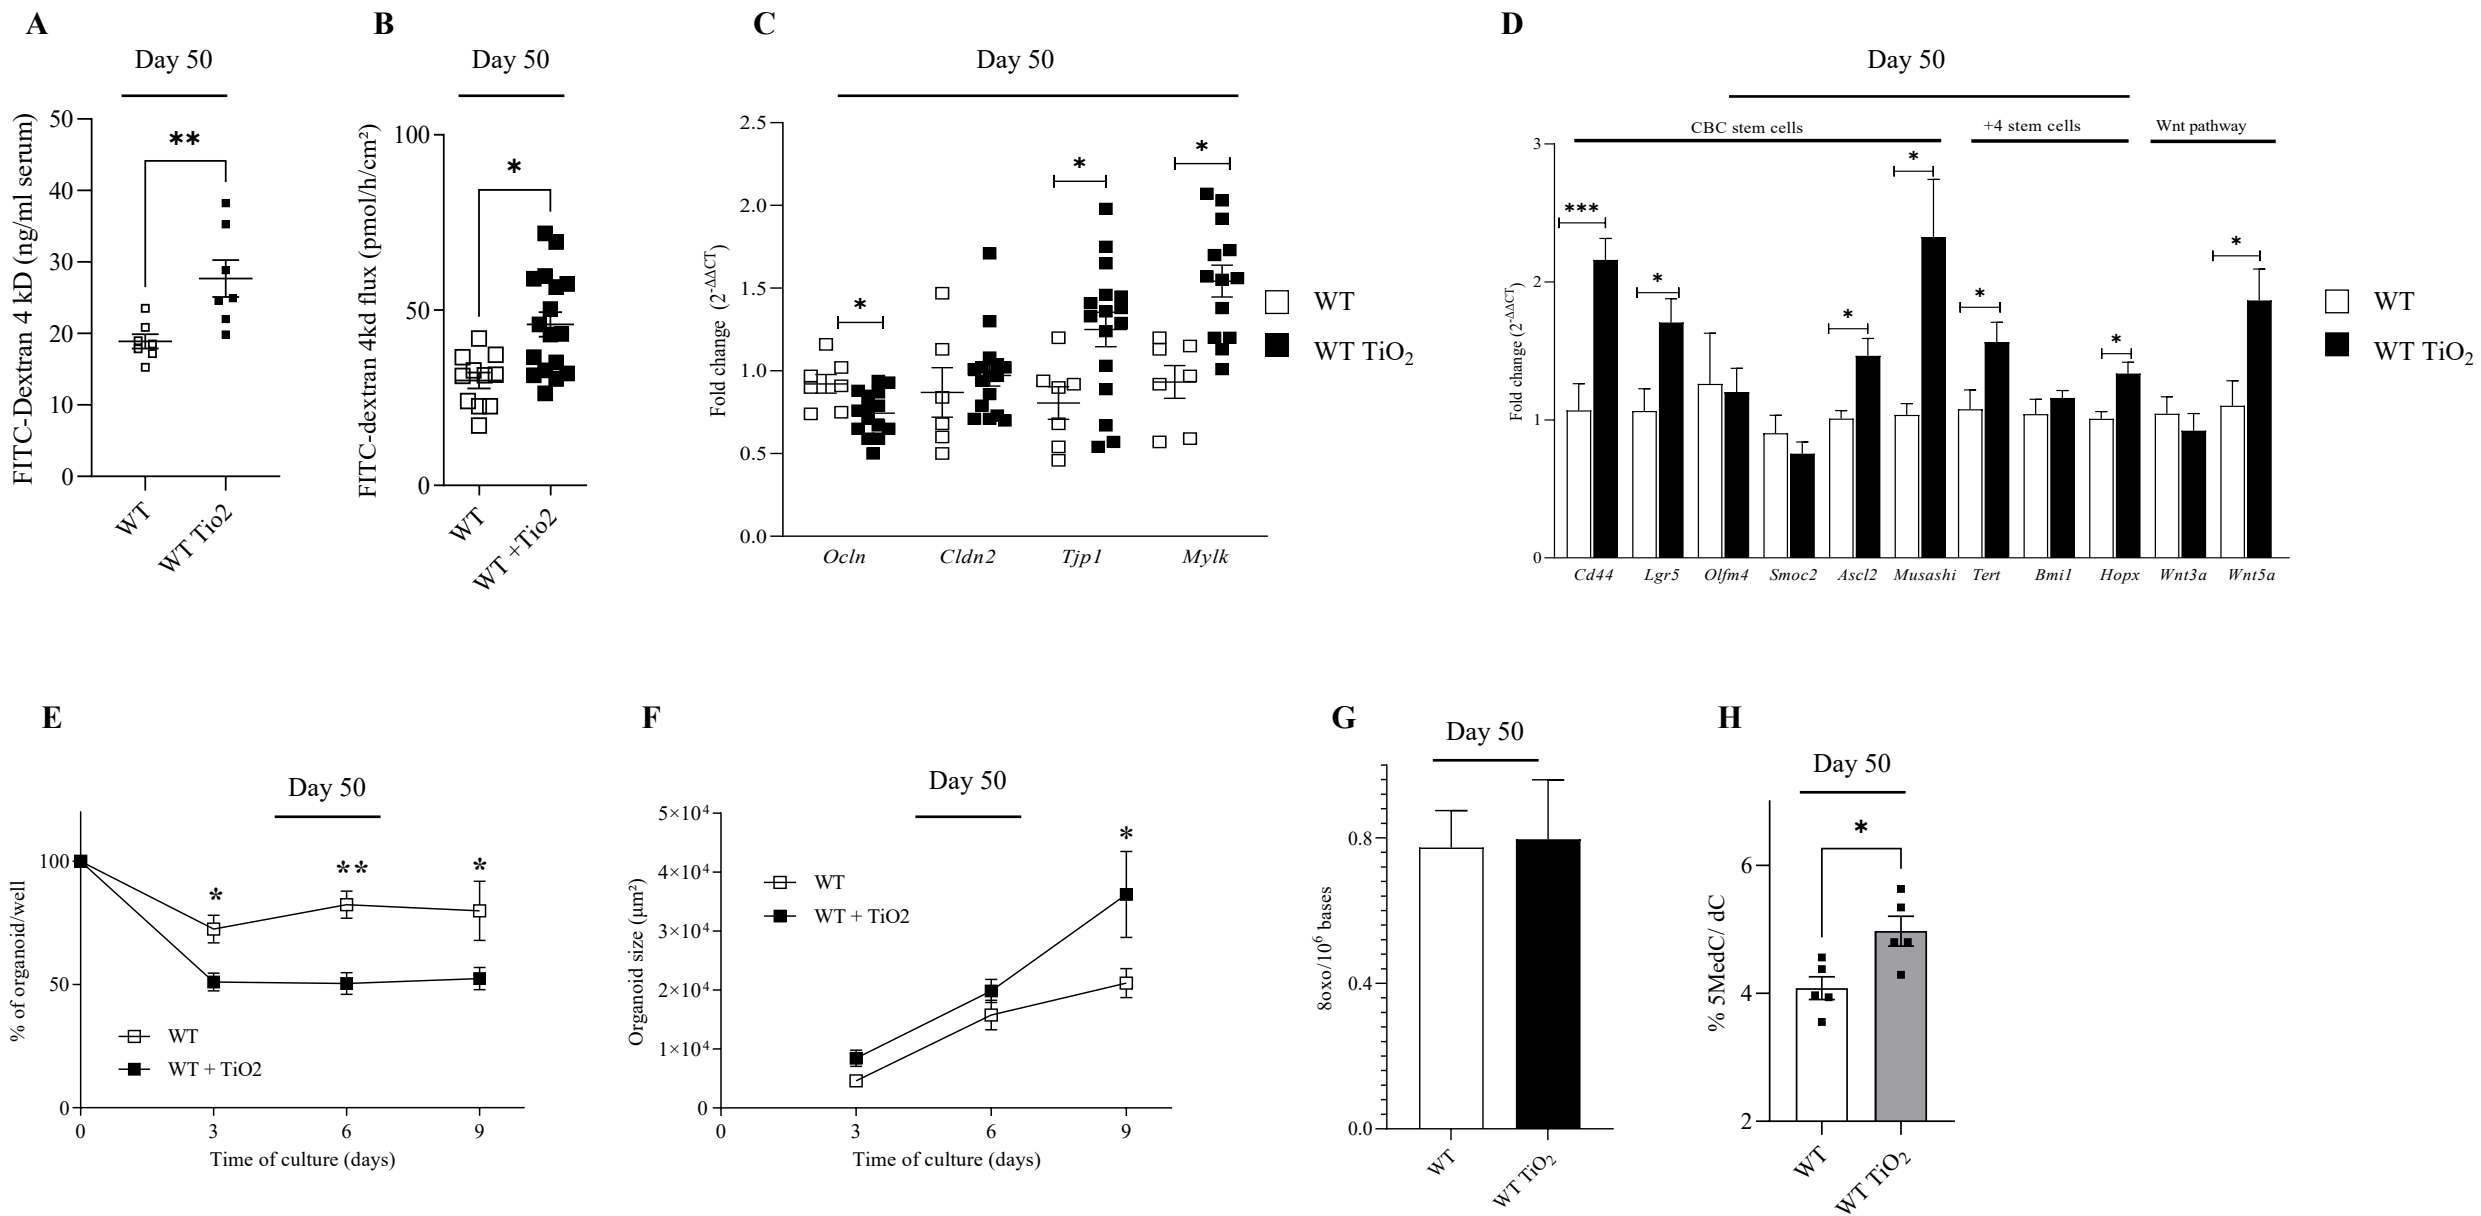 A
Day 50
FITC-Dextran 4 kD (ng/ml serum)
50
40
30
20
10
0
**
WT
WT Tio2
B
Day 50
FITC-dextran 4kd flux (pmol/h/cm²)
100
50
0
*
WT
WT +Tio2
C
Day 50
Fold change (2-ΔΔCT)
2.5
2.0
1.5
1.0
0.5
0.0
*
*
*
Ocln
Cldn2
Tjp1
Mylk
WT
WT TiO2
D
Day 50
CBC stem cells
+4 stem cells
Wnt pathway
Fold change (2-ΔΔCT)
3
2
1
0
***
*
*
*
*
*
*
Cd44
Lgr5
Olfm4
Smoc2
Ascl2
Musashi
Tert
Bmi1
Hopx
Wnt3a
Wnt5a
WT
WT TiO2
E
Day 50
% of organoid/well
100
50
0
*
**
*
WT
WT + TiO2
0
3
6
9
Time of culture (days)
F
Day 50
Organoid size (µm²)
5×10⁴
4×10⁴
3×10⁴
2×10⁴
1×10⁴
0
*
WT
WT + TiO2
0
3
6
9
Time of culture (days)
G
Day 50
8oxo/10⁶ bases
0.8
0.4
0.0
WT
WT TiO2
H
Day 50
% 5MedC/ dC
6
4
2
*
WT
WT TiO2